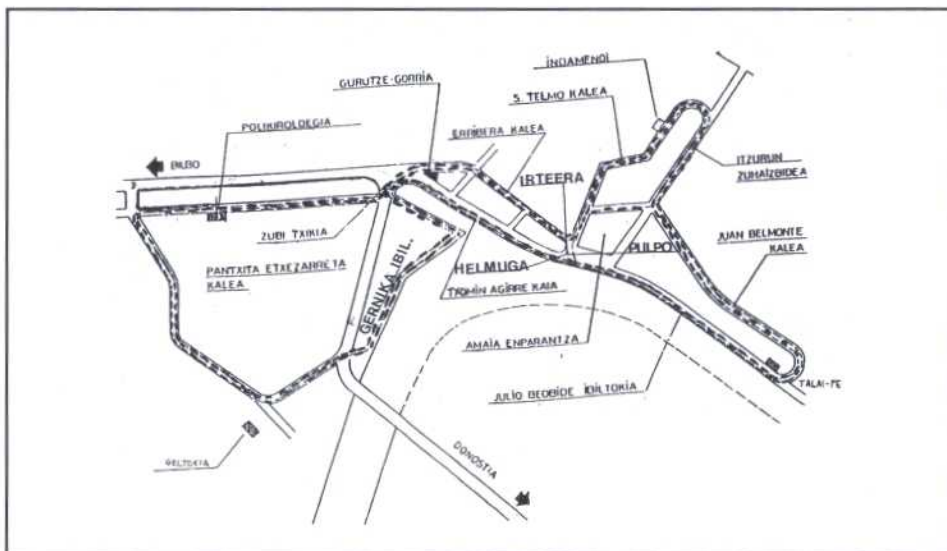 INDAMENDI
GURUTZE-GORRIA
S. TELMO KALEA
POLIKIROLDEGIA
ERRIBERA KALEA
BILBO
IRTEERA
ITZURUN
ZUHAIZBIDEA
ZUBI TXIKIA
JUAN BELMONTE
KALEA
PULPO
PANTXITA ETXEZARRETA
KALEA
GERNIKA IBIL.
HELMUGA
TXOMIN AGIRRE KAIA
AMAIA ENPARANTZA
TALAI-PE
JULIO BEOBIDE IBILTOKIA
GELTOKIA
DONOSTIA